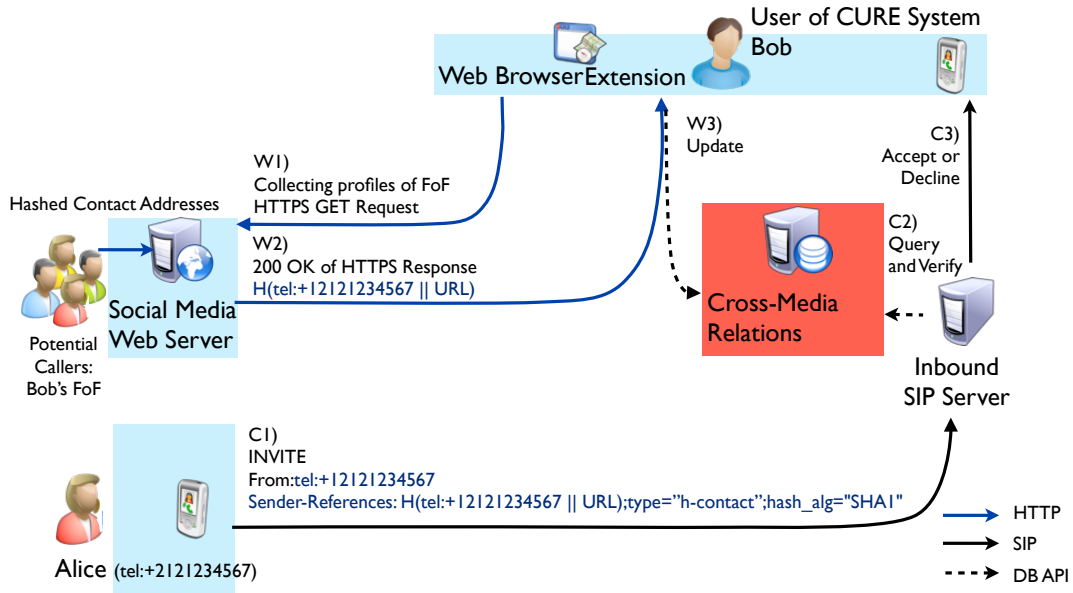 User of CURE System
Bob
Web Browser Extension
W1)
Collecting profiles of FoF
HTTPS GET Request
W2)
200 OK of HTTPS Response
H(tel:+12121234567 || URL)
W3)
Update
C3)
Accept or
Decline
C2)
Query
and Verify
Hashed Contact Addresses
Social Media
Web Server
Potential
Callers:
Bob's FoF
Cross-Media
Relations
Inbound
SIP Server
C1)
INVITE
From:tel:+12121234567
Sender-References: H(tel:+12121234567 || URL);type=”h-contact”;hash_alg="SHA1"
Alice (tel:+2121234567)
HTTP
SIP
DB API